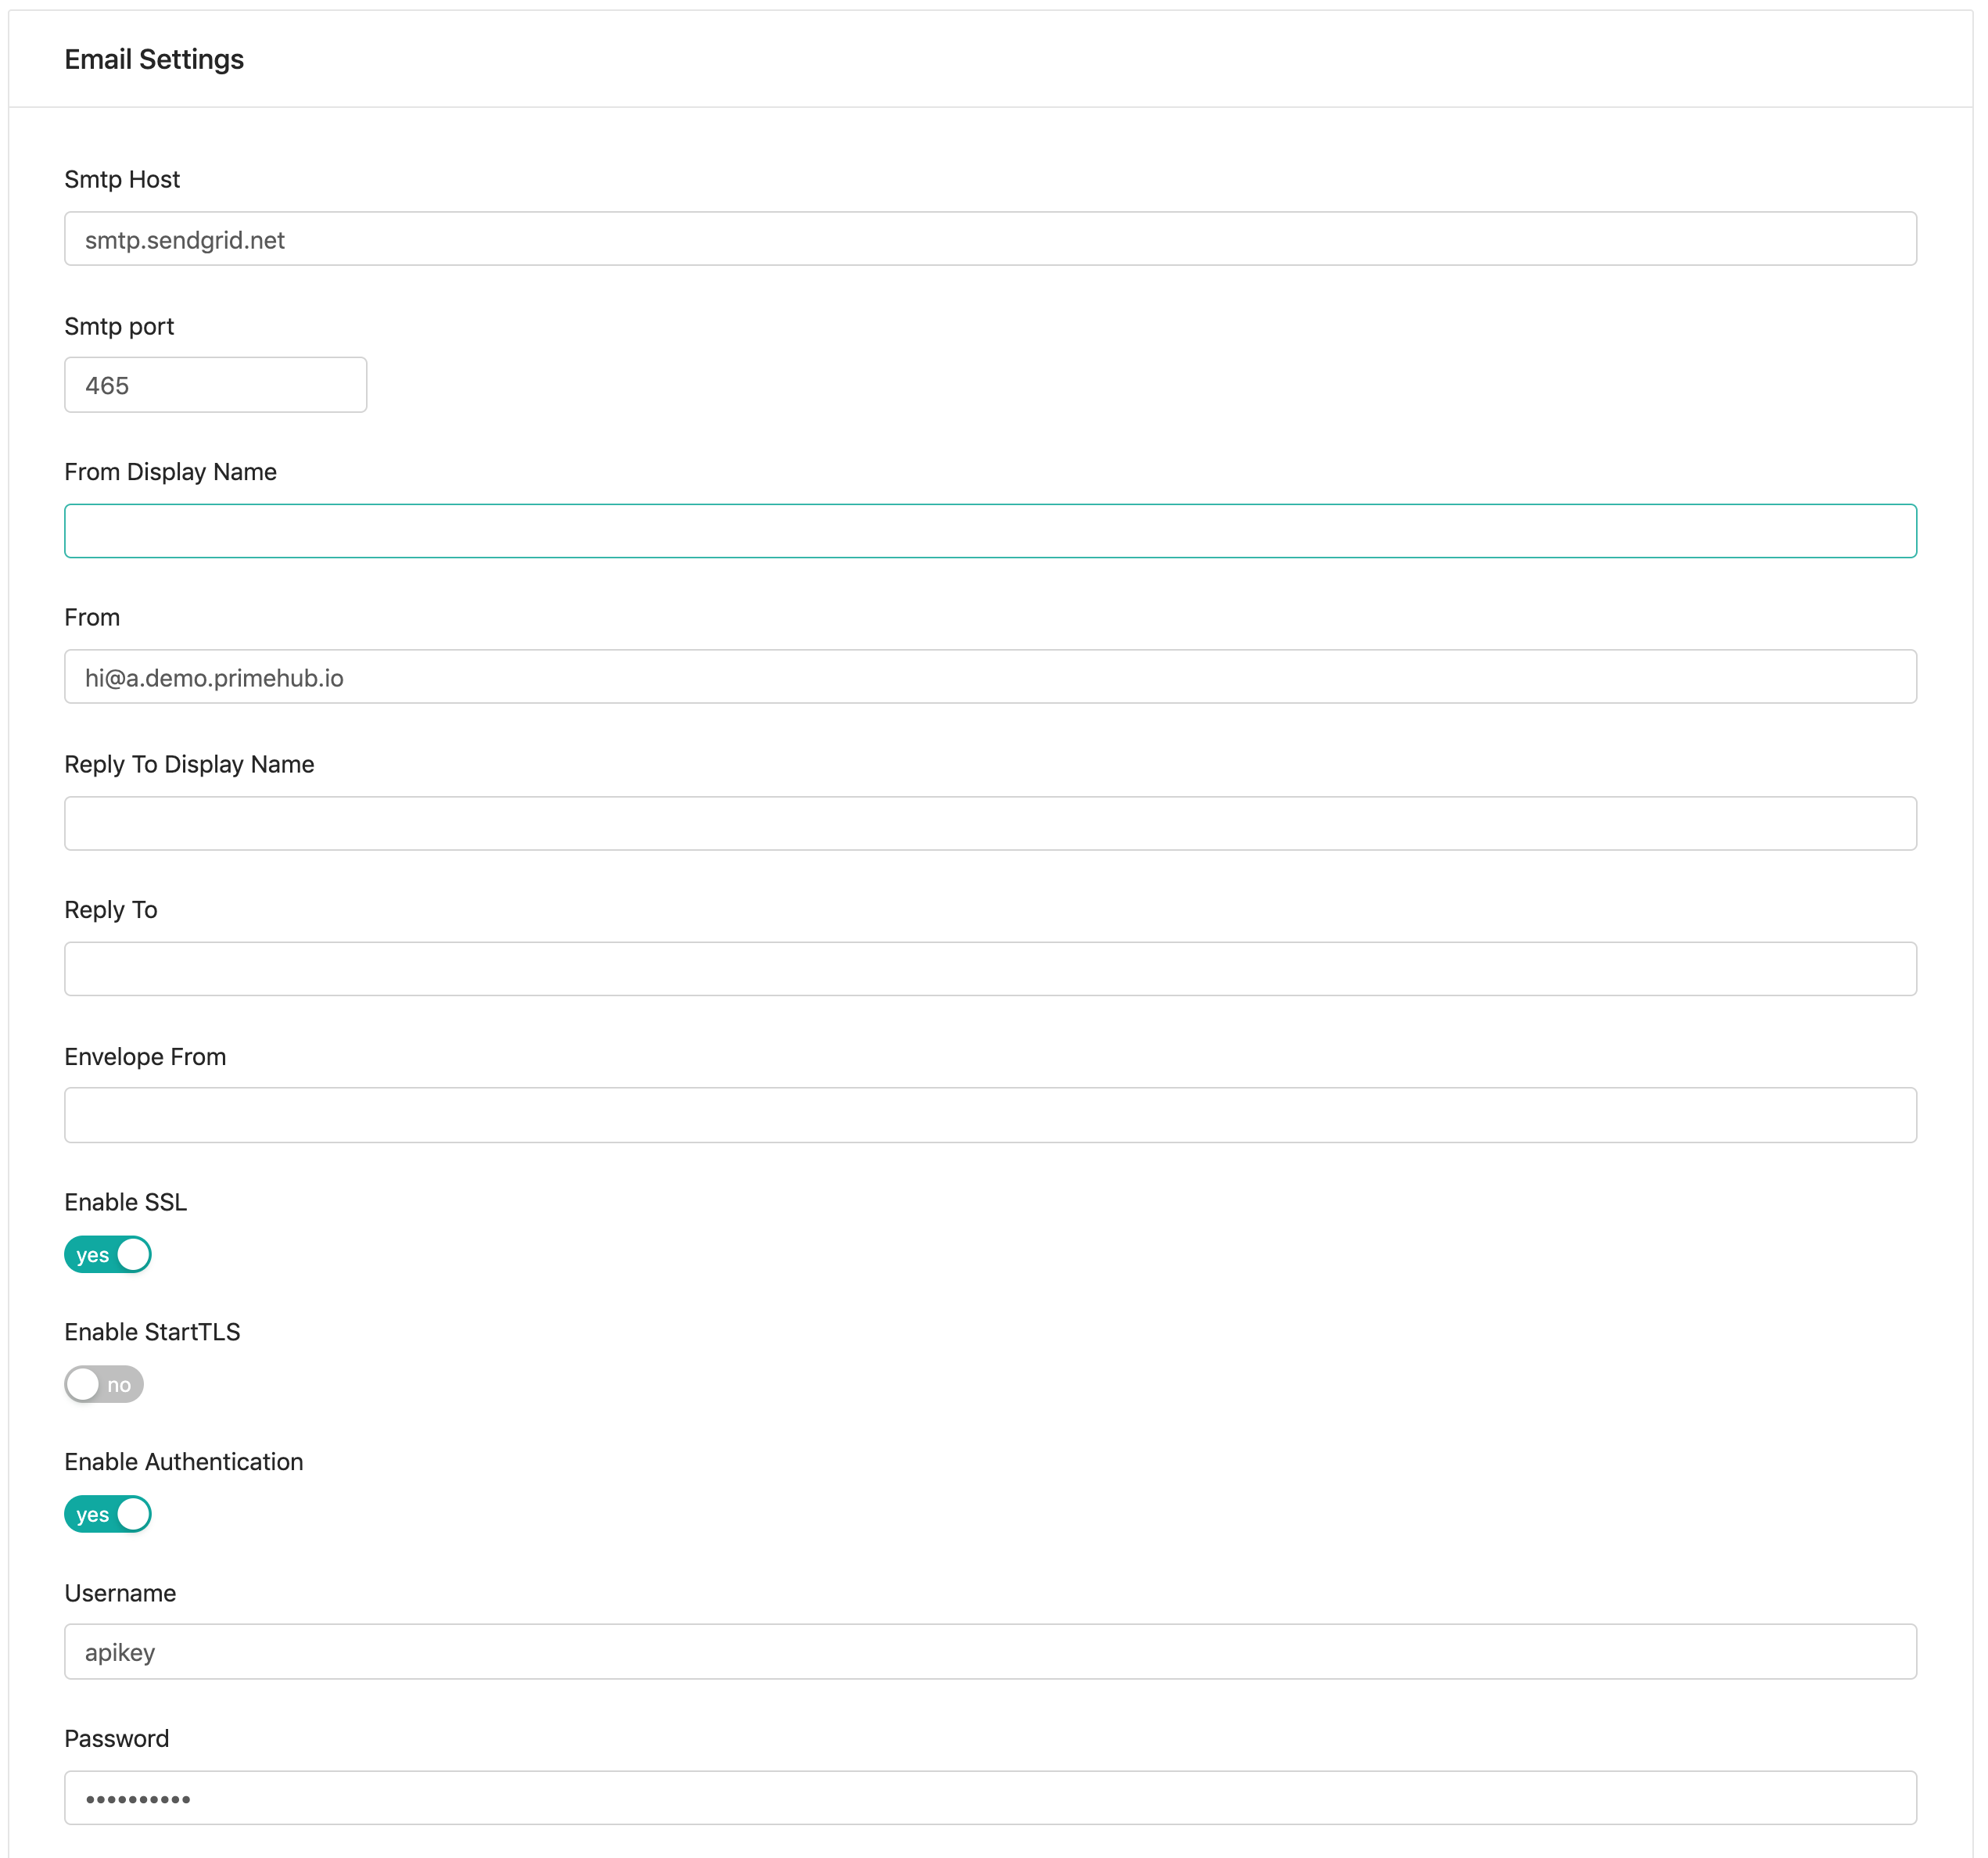 Email Settings
Smtp Host
smtp.sendgrid.net
Smtp port
465
From Display Name
From
hi@a.demo.primehub.io
Reply To Display Name
Reply To
Envelope From
Enable SSL
yes
Enable StartTLS
no
Enable Authentication
yes
Username
apikey
Password
••••••••••